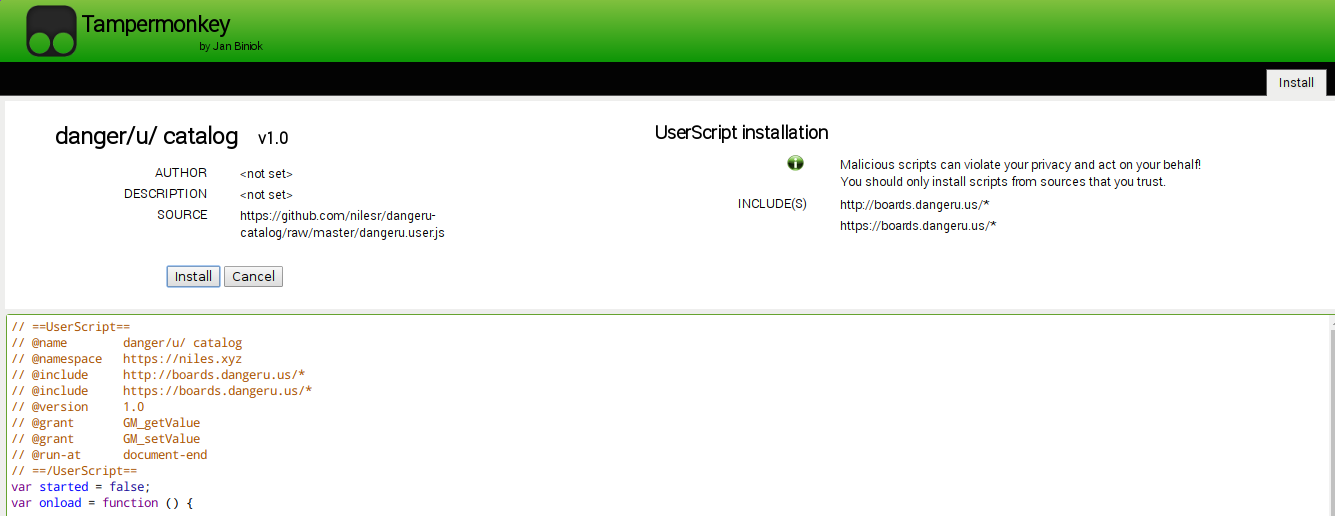 Tampermonkey
by Jan Biniok
Install
danger/u/ catalog v1.0
AUTHOR <not set>
DESCRIPTION <not set>
SOURCE https://github.com/nilesr/dangeru-
catalog/raw/master/dangeru.user.js
Install Cancel
UserScript installation
Malicious scripts can violate your privacy and act on your behalf!
You should only install scripts from sources that you trust.
INCLUDE(S) http://boards.dangeru.us/*
https://boards.dangeru.us/*
// ==UserScript==
// @name danger/u/ catalog
// @namespace https://niles.xyz
// @include http://boards.dangeru.us/*
// @include https://boards.dangeru.us/*
// @version 1.0
// @grant GM_getValue
// @grant GM_setValue
// @run-at document-end
// ==/UserScript==
var started = false;
var onload = function () {